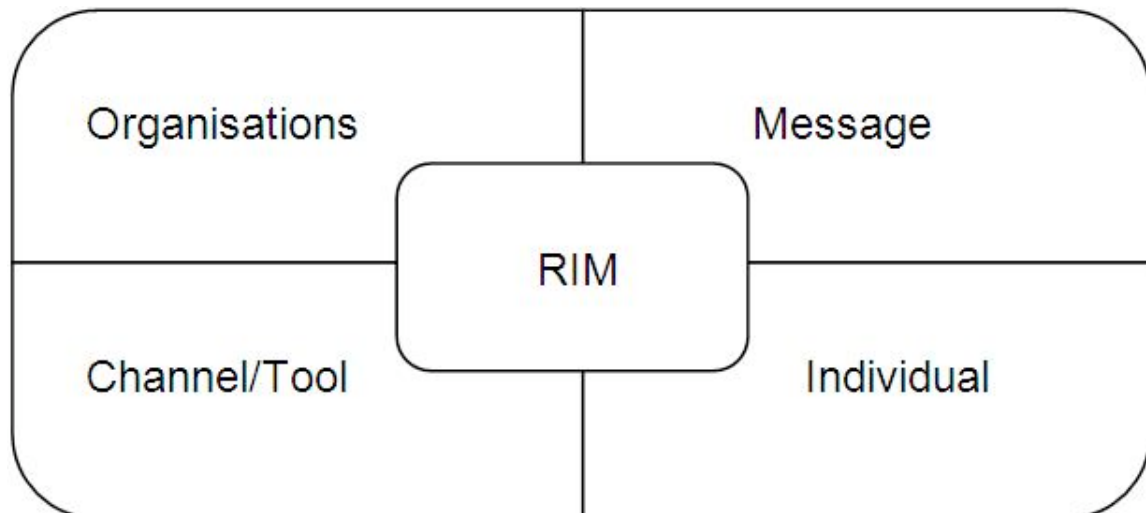 Organisations
Message
RIM
Channel/Tool
Individual